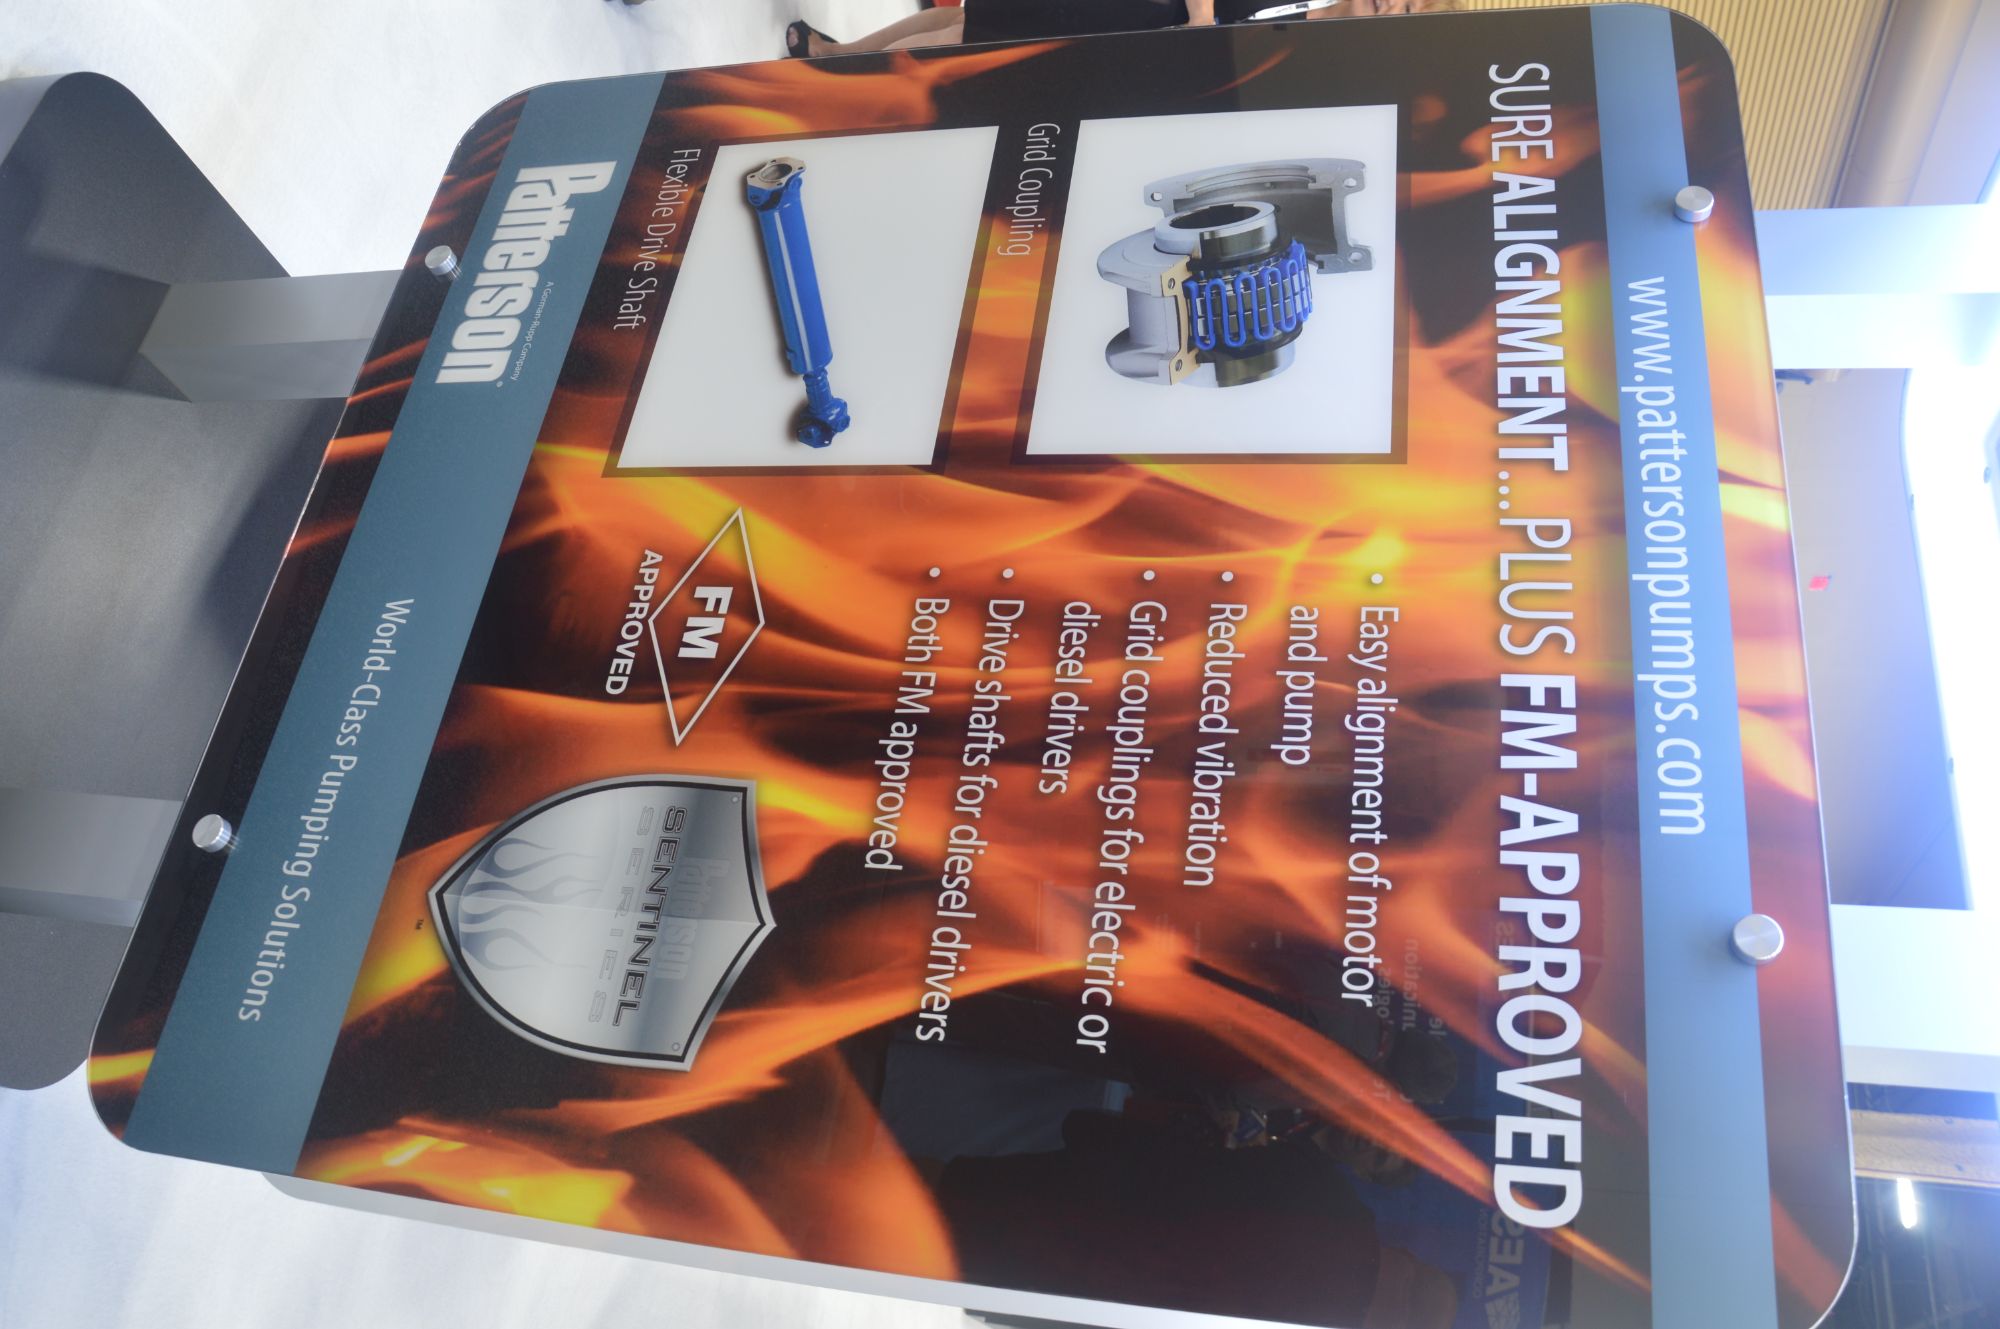 www.pattersonpumps.com
SURE ALIGNMENT...PLUS FM-APPROVED
Grid Coupling
Flexible Drive Shaft
• Easy alignment of motor
and pump
• Reduced vibration
• Grid couplings for electric or
diesel drivers
• Drive shafts for diesel drivers
• Both FM approved
FM
APPROVED
Patterson
SENTINEL
SERIES
™
Patterson®
A Gorman-Rupp Company
World-Class Pumping Solutions